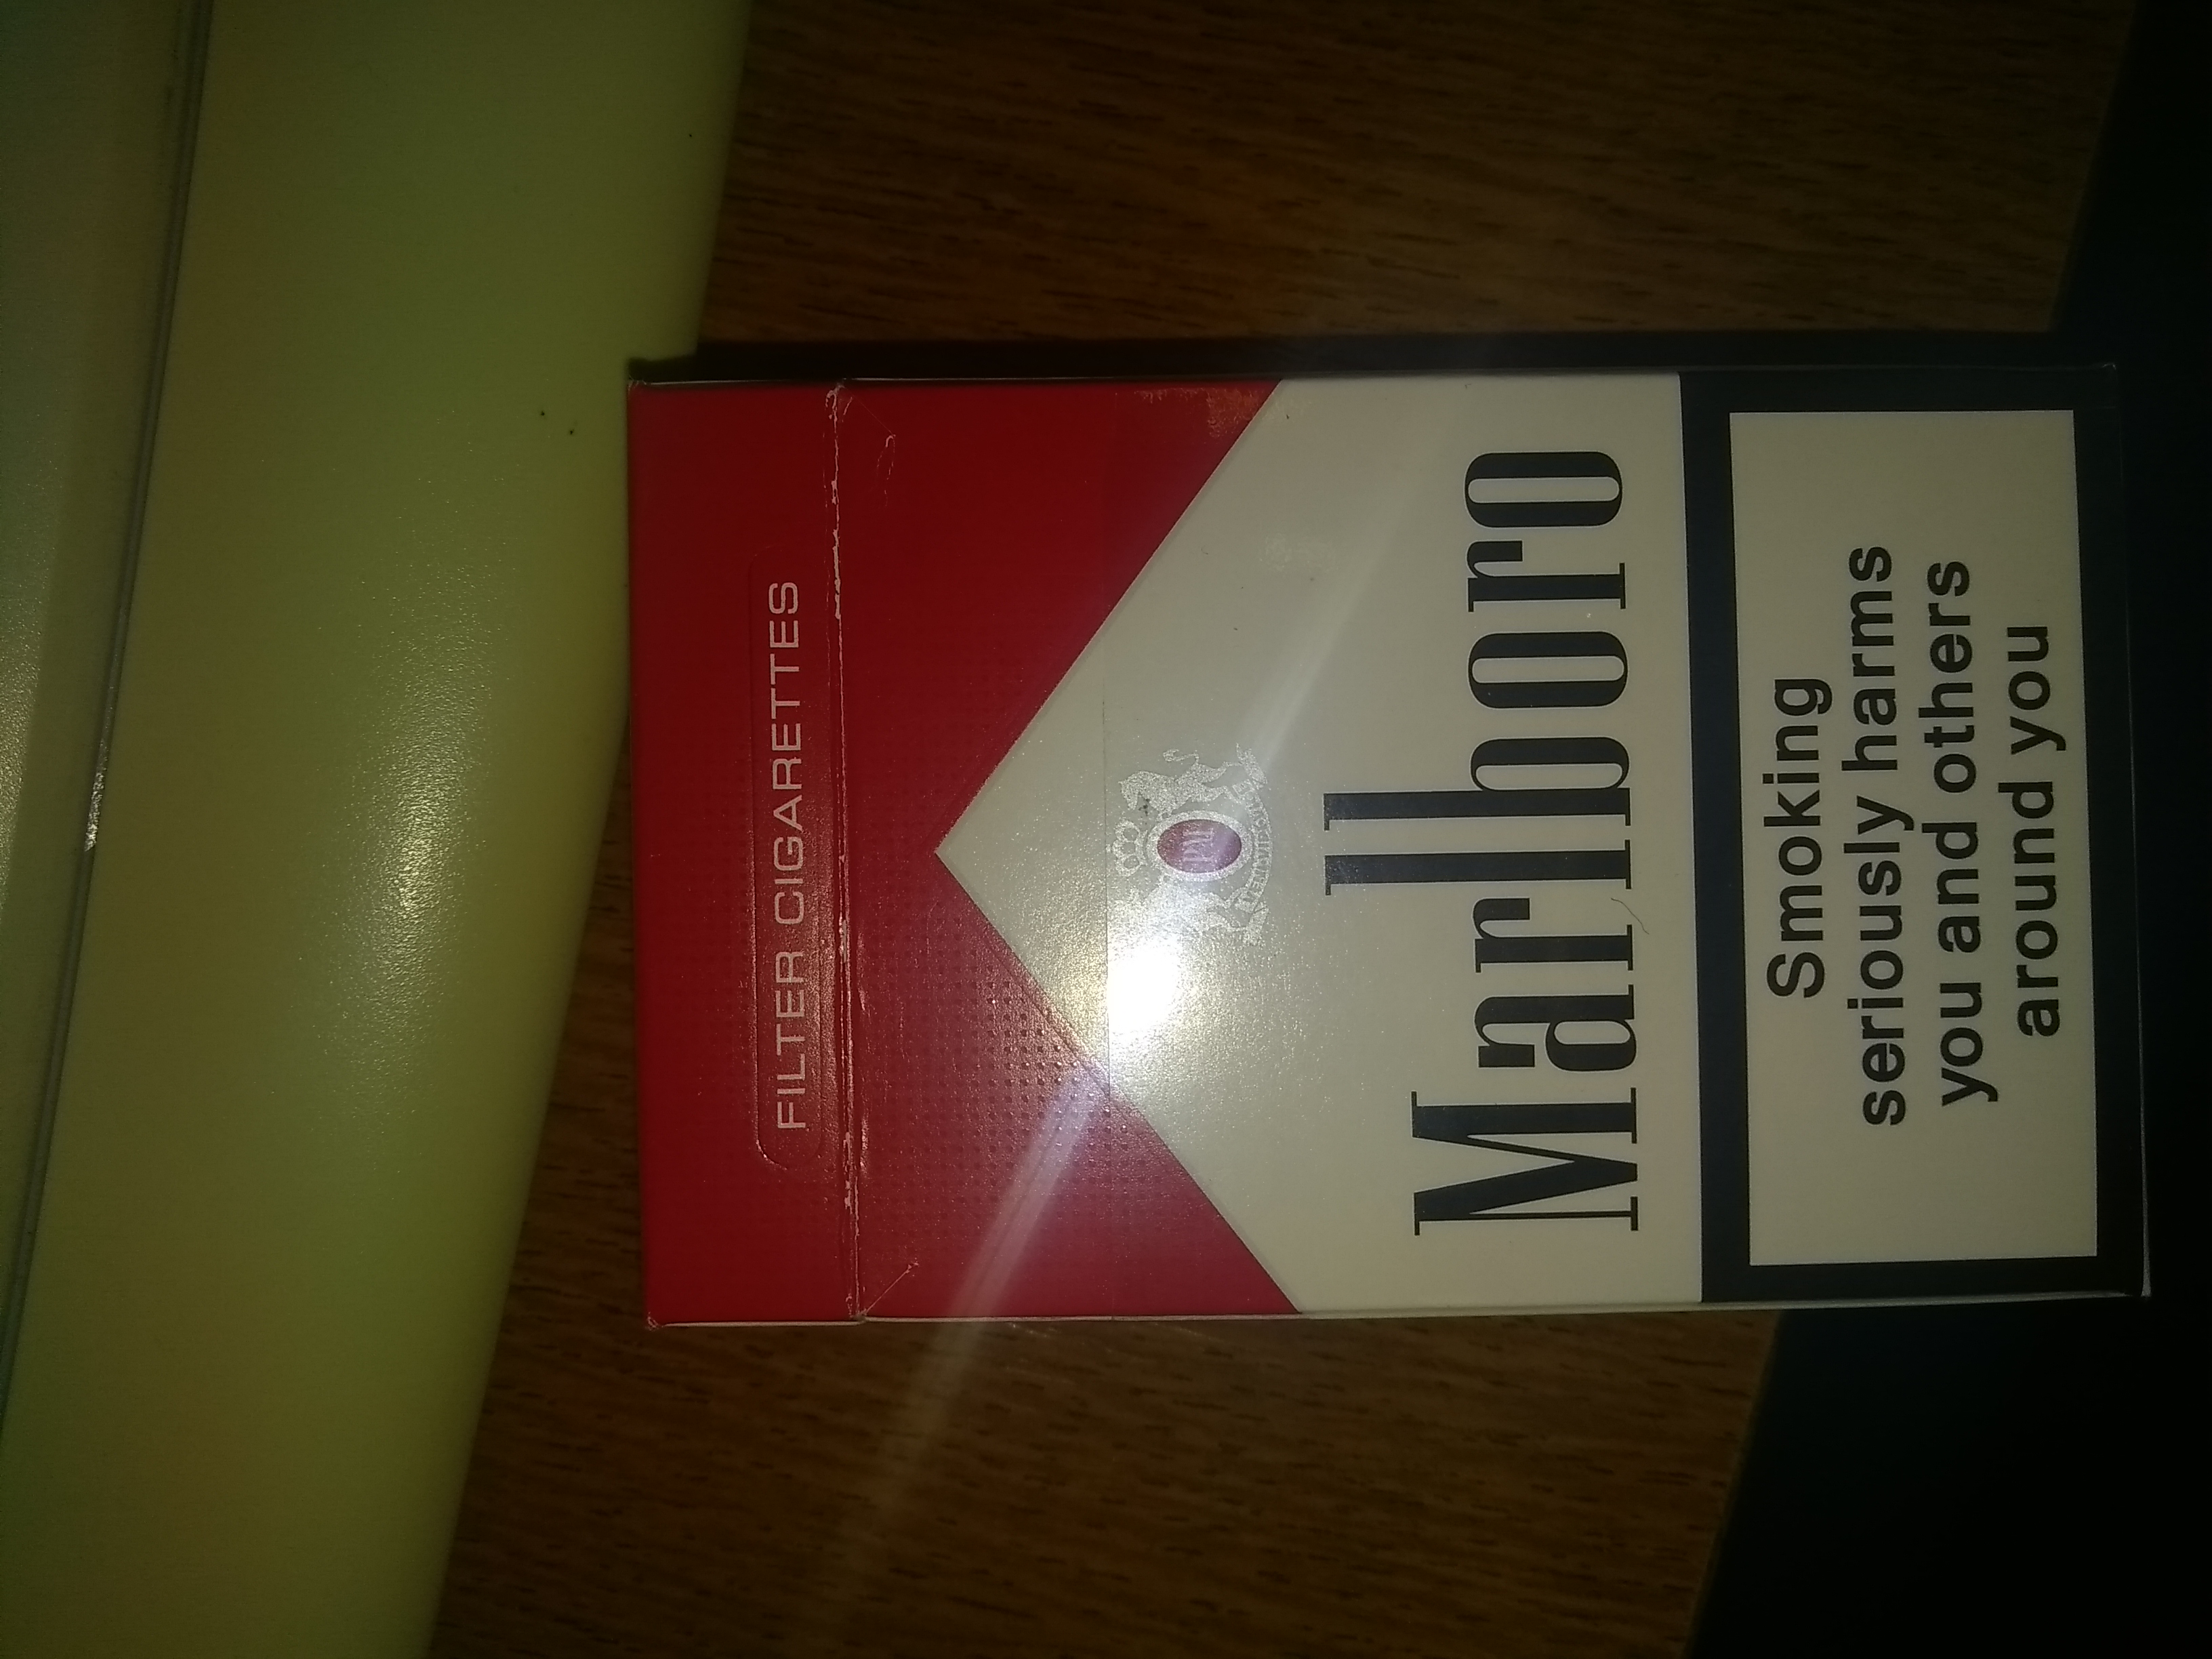 FILTER CIGARETTES
Marlboro
Smoking
seriously harms
you and others
around you